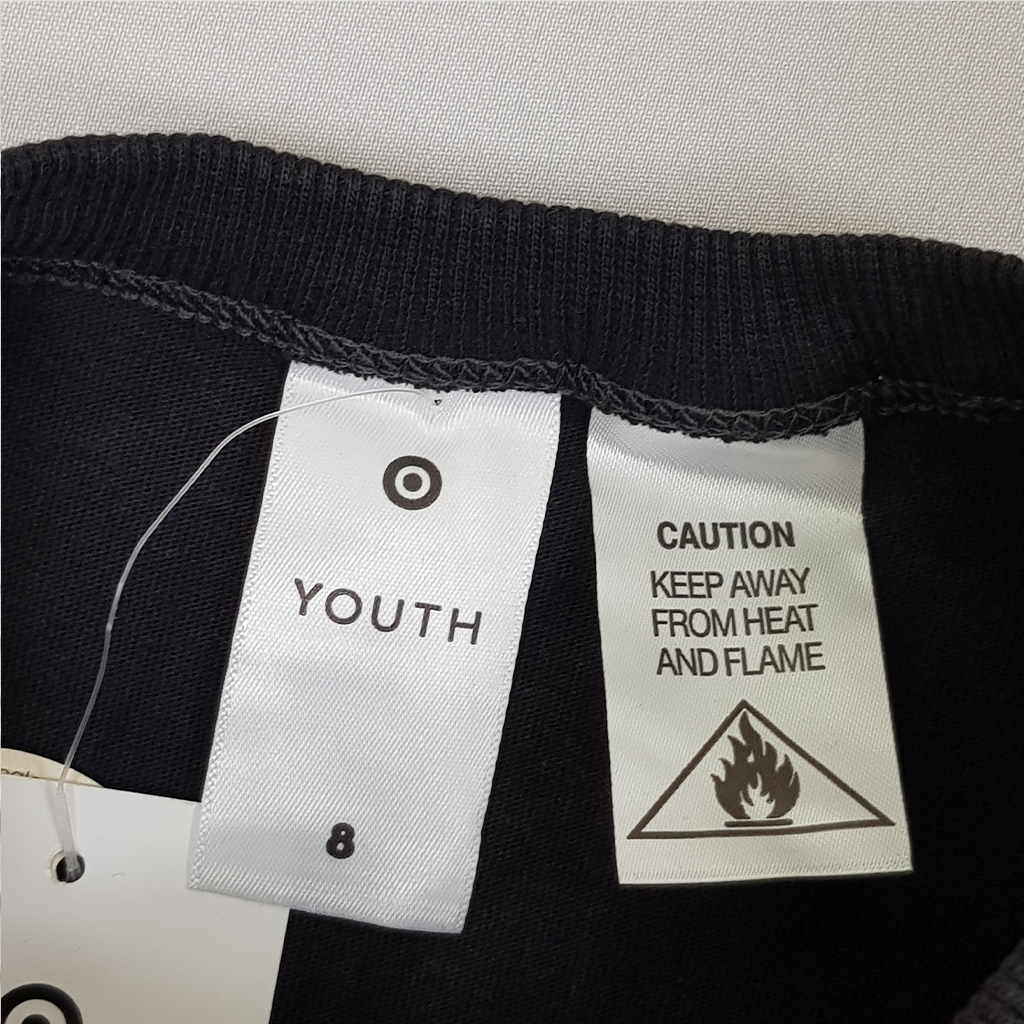 YOUTH
8
CAUTION
KEEP AWAY
FROM HEAT
AND FLAME